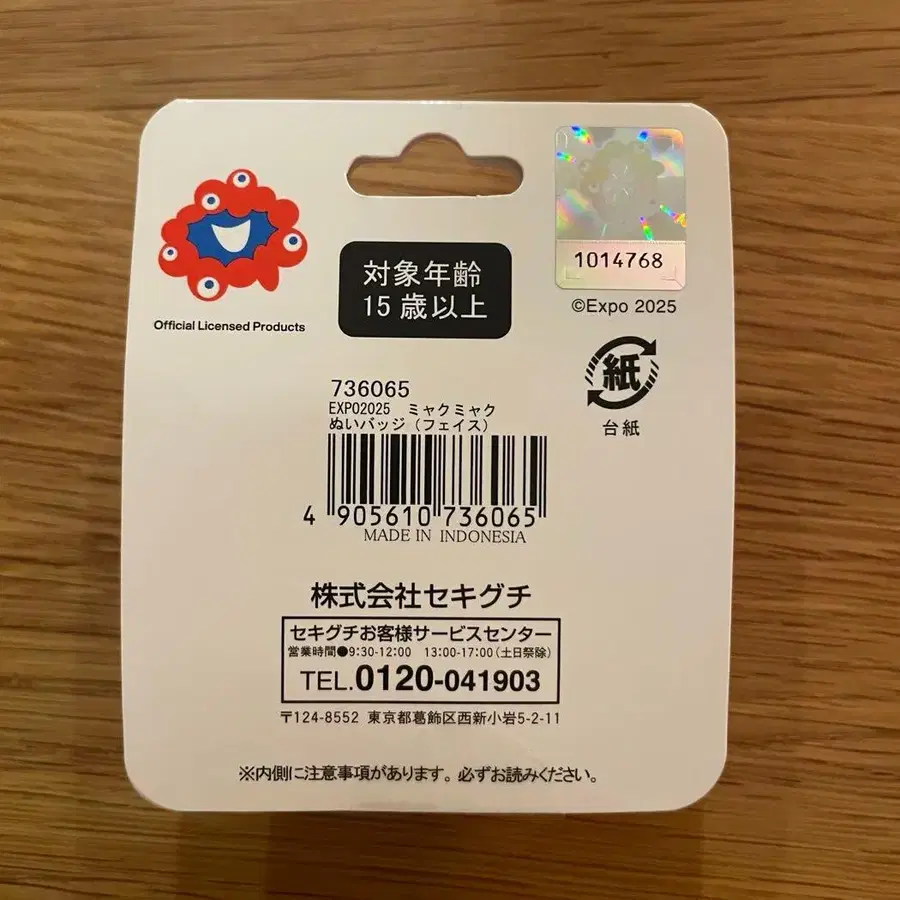 1014768
©Expo 2025
Official Licensed Products
対象年齢
15歳以上
紙
台紙
736065
EXPO2025 ミャクミャク
ぬいバッジ（フェイス）
4 905610 736065
MADE IN INDONESIA
株式会社セキグチ
セキグチお客様サービスセンター
営業時間●9:30-12:00 13:00-17:00（土日祭除）
TEL.0120-041903
〒124-8552 東京都葛飾区西新小岩5-2-11
※内側に注意事項があります。必ずお読みください。